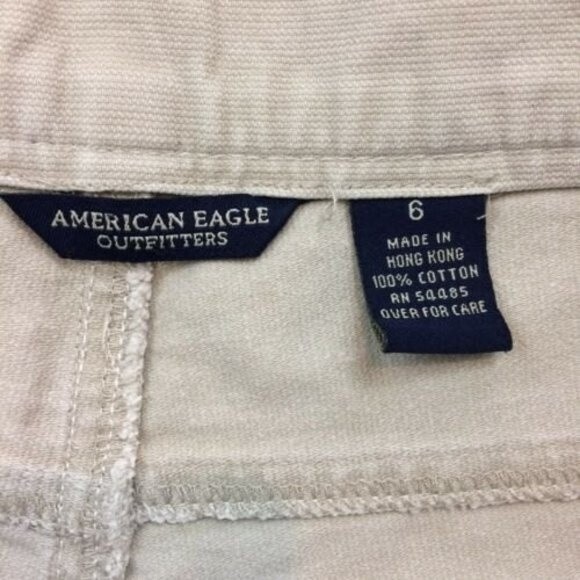 AMERICAN EAGLE
OUTFITTERS
6
MADE IN
HONG KONG
100% COTTON
RN 54485
OVER FOR CARE